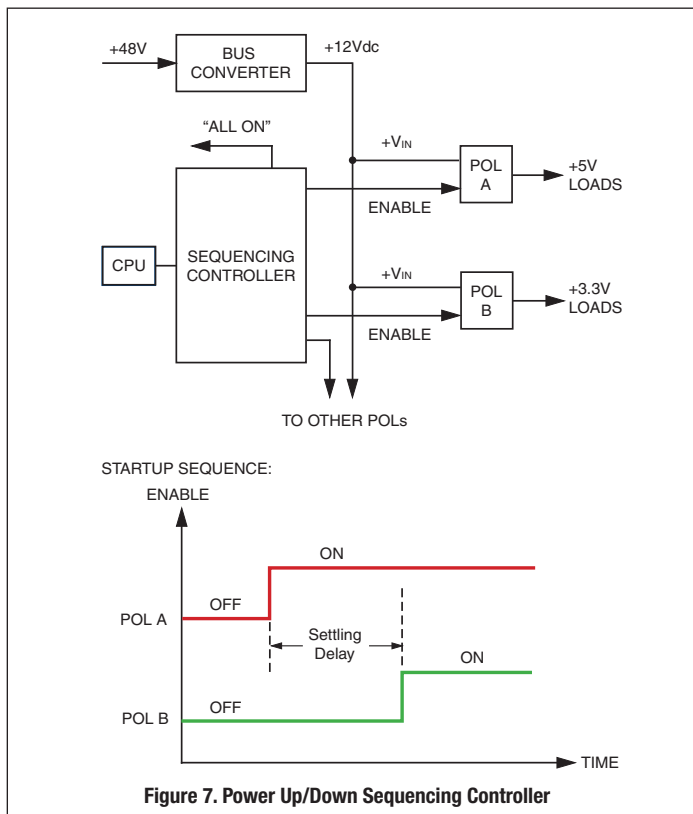 +48V
BUS
CONVERTER
+12Vdc
"ALL ON"
+VIN
POL
A
+5V
LOADS
ENABLE
CPU
SEQUENCING
CONTROLLER
+VIN
POL
B
+3.3V
LOADS
ENABLE
TO OTHER POLs
STARTUP SEQUENCE:
ENABLE
ON
OFF
POL A
Settling
Delay
ON
OFF
POL B
TIME
Figure 7. Power Up/Down Sequencing Controller